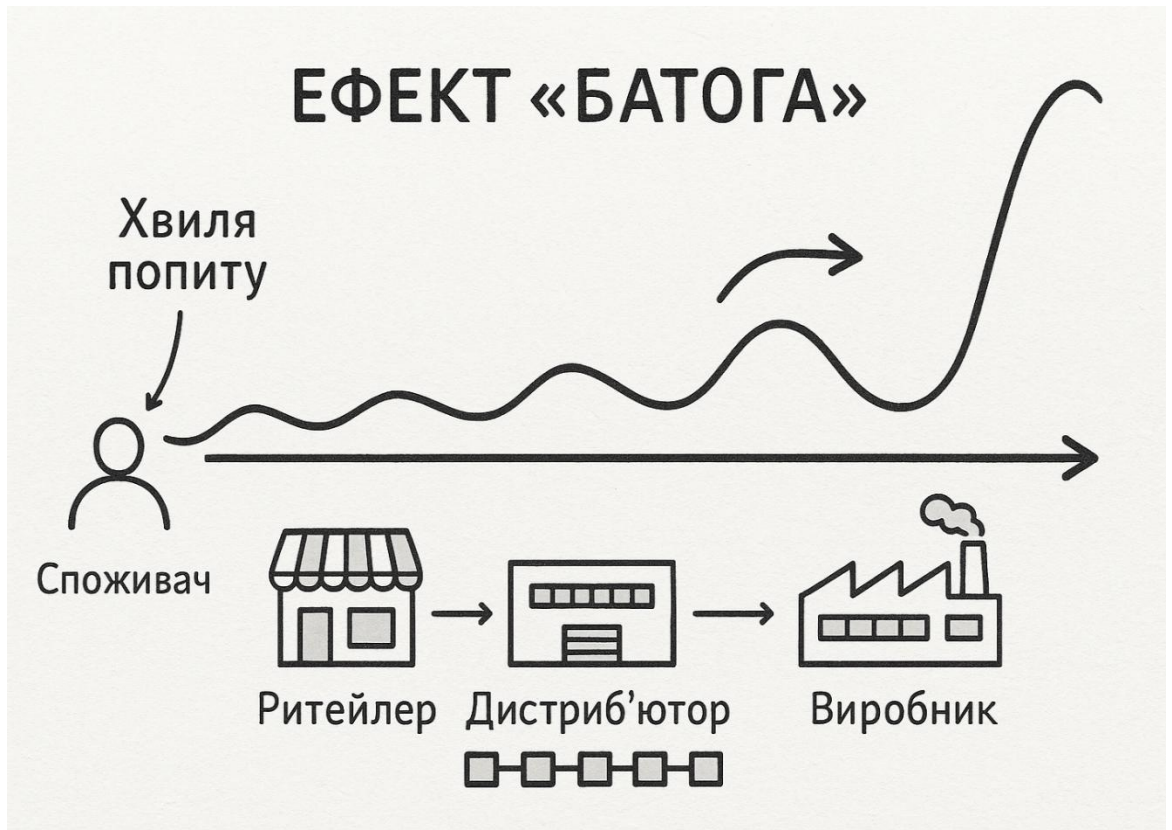 ЕФЕКТ «БАТОГА»
Хвиля
попиту
Споживач
Ритейлер
Дистриб’ютор
Виробник